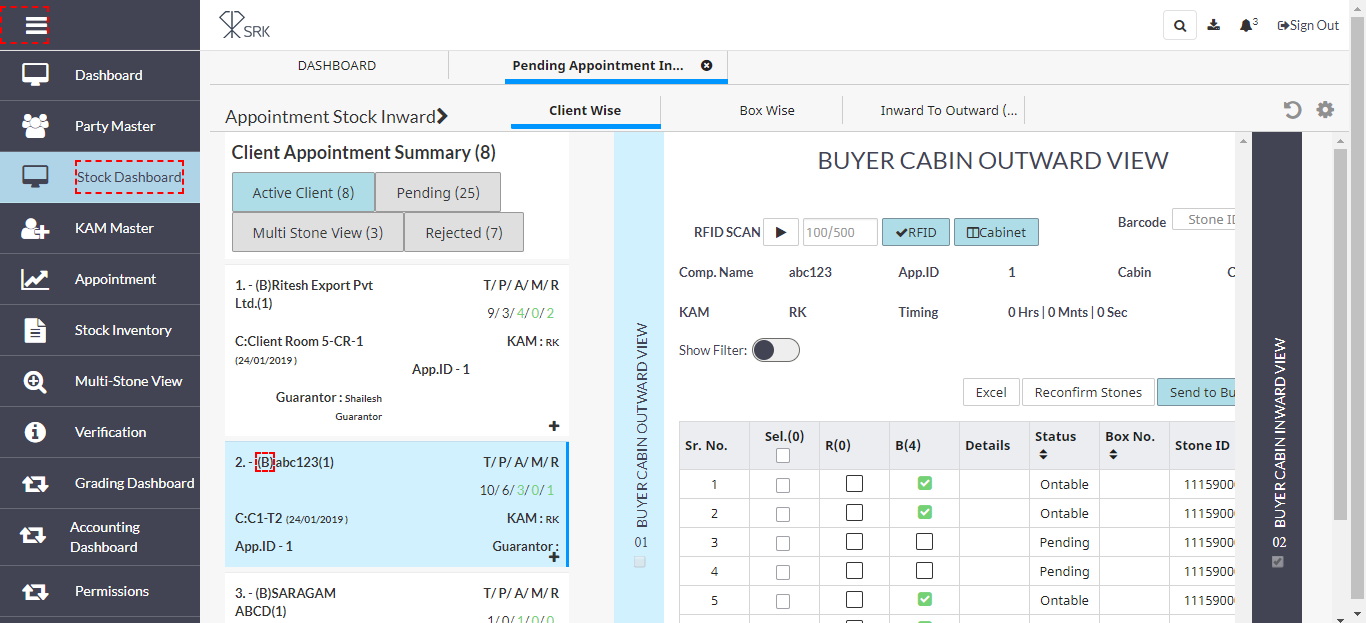 SRK
3
Sign Out
Dashboard
Party Master
Stock Dashboard
KAM Master
Appointment
Stock Inventory
Multi-Stone View
Verification
Grading Dashboard
Accounting
Dashboard
Permissions
DASHBOARD
Pending Appointment In...
Appointment Stock Inward
Client Wise
Box Wise
Inward To Outward (...
Client Appointment Summary (8)
Active Client (8)
Pending (25)
Multi Stone View (3)
Rejected (7)
1. - (B)Ritesh Export Pvt
Ltd.(1)
T/ P/ A/ M/ R
9/ 3/ 4/ 0/ 2
C:Client Room 5-CR-1
(24/01/2019 )
KAM : RK
App.ID - 1
Guarantor : Shailesh
Guarantor
2. - (B)abc123(1)
T/ P/ A/ M/ R
10/ 6/ 3/ 0/ 1
C:C1-T2 (24/01/2019 )
KAM : RK
App.ID - 1
Guarantor :
3. - (B)SARAGAM
ABCD(1)
T/ P/ A/ M/ R
1/ 0/ 1/ 0/ 0
BUYER CABIN OUTWARD VIEW
01
BUYER CABIN OUTWARD VIEW
RFID SCAN
100/500
RFID
Cabinet
Barcode
Stone ID
Comp. Name
abc123
App.ID
1
Cabin
C
KAM
RK
Timing
0 Hrs | 0 Mnts | 0 Sec
Show Filter:
Excel
Reconfirm Stones
Send to Bu
Sr. No. Sel.(0) R(0) B(4) Details Status Box No. Stone ID
1 Ontable 11159000
2 Ontable 11159000
3 Pending 11159000
4 Pending 11159000
5 Ontable 11159000
BUYER CABIN INWARD VIEW
02